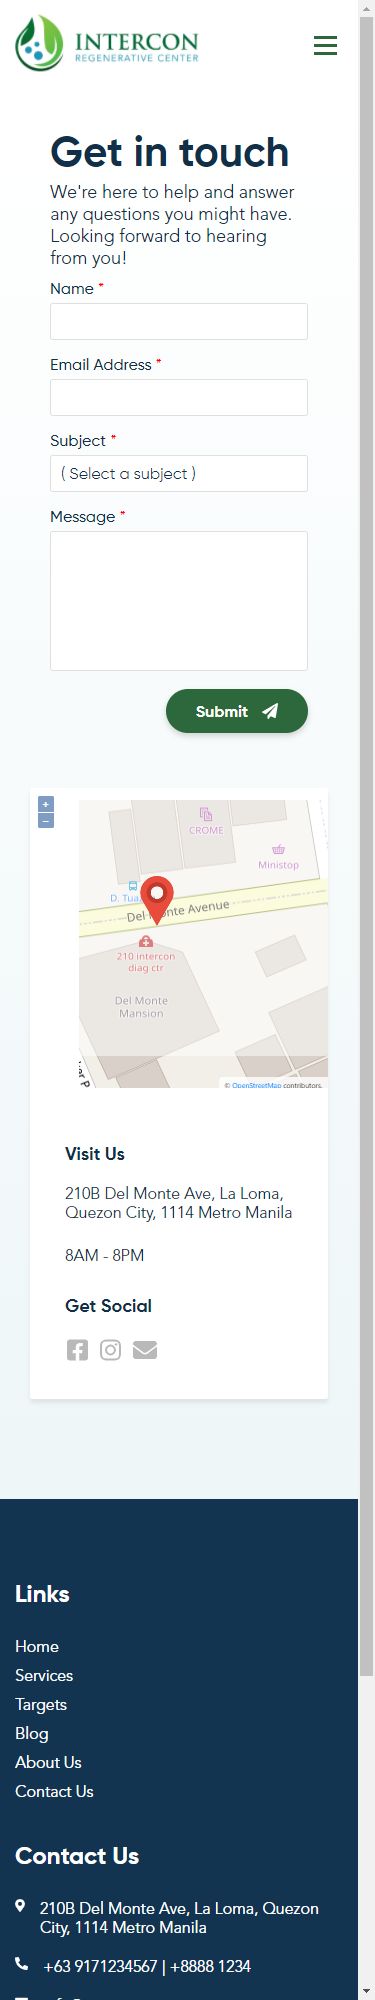 INTERCON
REGENERATIVE CENTER
Get in touch
We're here to help and answer
any questions you might have.
Looking forward to hearing
from you!
Name *
Email Address *
Subject *
( Select a subject )
Message *
Submit
+
−
CROME
Ministop
D. Tua
Del Monte Avenue
210 intercon
diag ctr
Del Monte
Mansion
© OpenStreetMap contributors.
Visit Us
210B Del Monte Ave, La Loma,
Quezon City, 1114 Metro Manila
8AM - 8PM
Get Social
Links
Home
Services
Targets
Blog
About Us
Contact Us
Contact Us
210B Del Monte Ave, La Loma, Quezon
City, 1114 Metro Manila
+63 9171234567 | +8888 1234